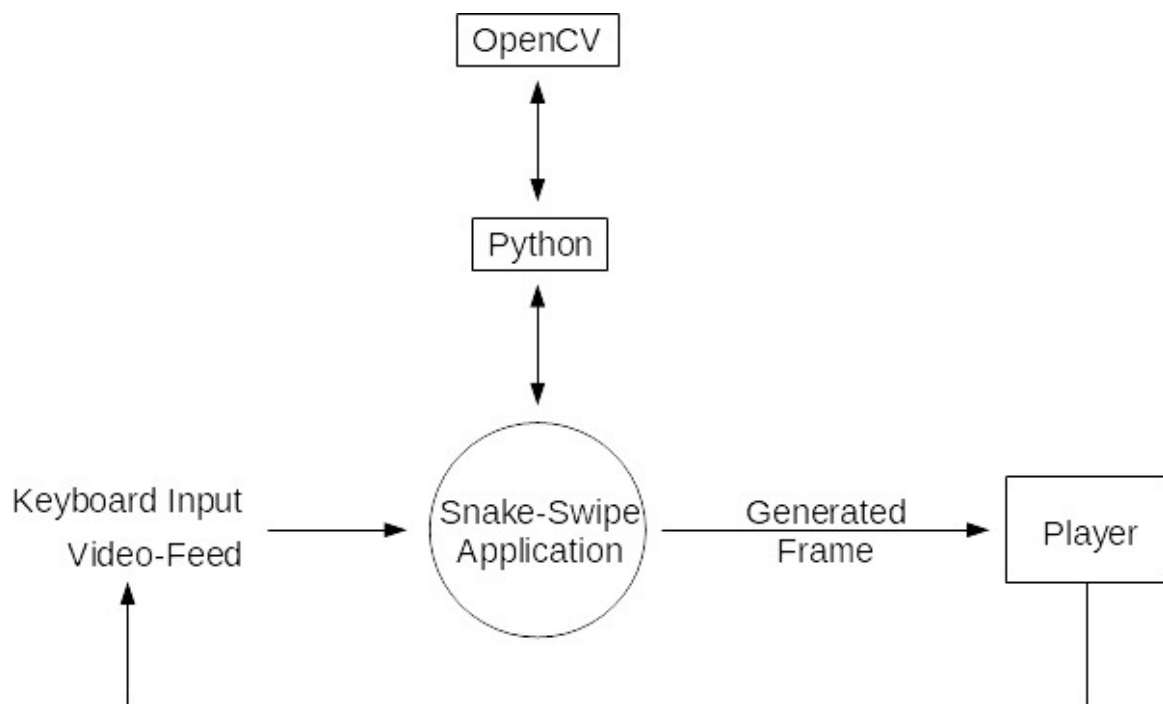 OpenCV
Python
Keyboard Input
Video-Feed
Snake-Swipe
Application
Generated
Frame
Player